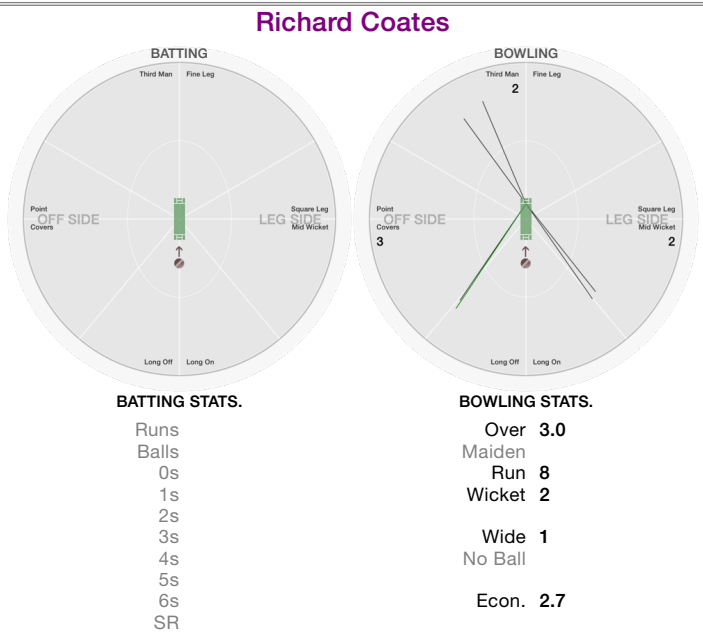 Richard Coates
BATTING
Third Man Fine Leg
Point
OFF SIDE
Covers
Square Leg
LEG SIDE
Mid Wicket
Long Off Long On
BATTING STATS.
Runs
Balls
0s
1s
2s
3s
4s
5s
6s
SR
BOWLING
Third Man Fine Leg
2
Point
OFF SIDE
Covers
3
Square Leg
LEG SIDE
Mid Wicket
2
Long Off Long On
BOWLING STATS.
Over 3.0
Maiden
Run 8
Wicket 2
Wide 1
No Ball
Econ. 2.7